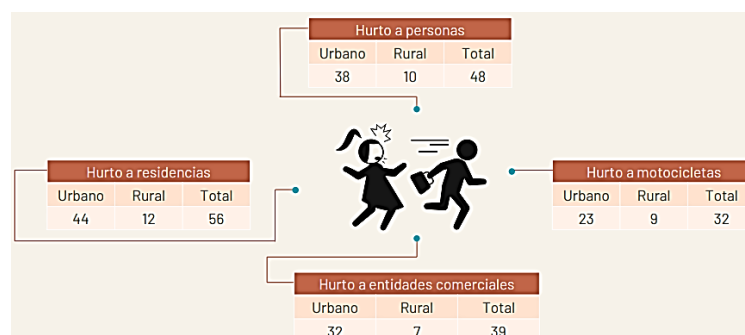 Hurto a personas
Urbano Rural Total
38 10 48
Hurto a residencias
Urbano Rural Total
44 12 56
Hurto a motocicletas
Urbano Rural Total
23 9 32
Hurto a entidades comerciales
Urbano Rural Total
32 7 39